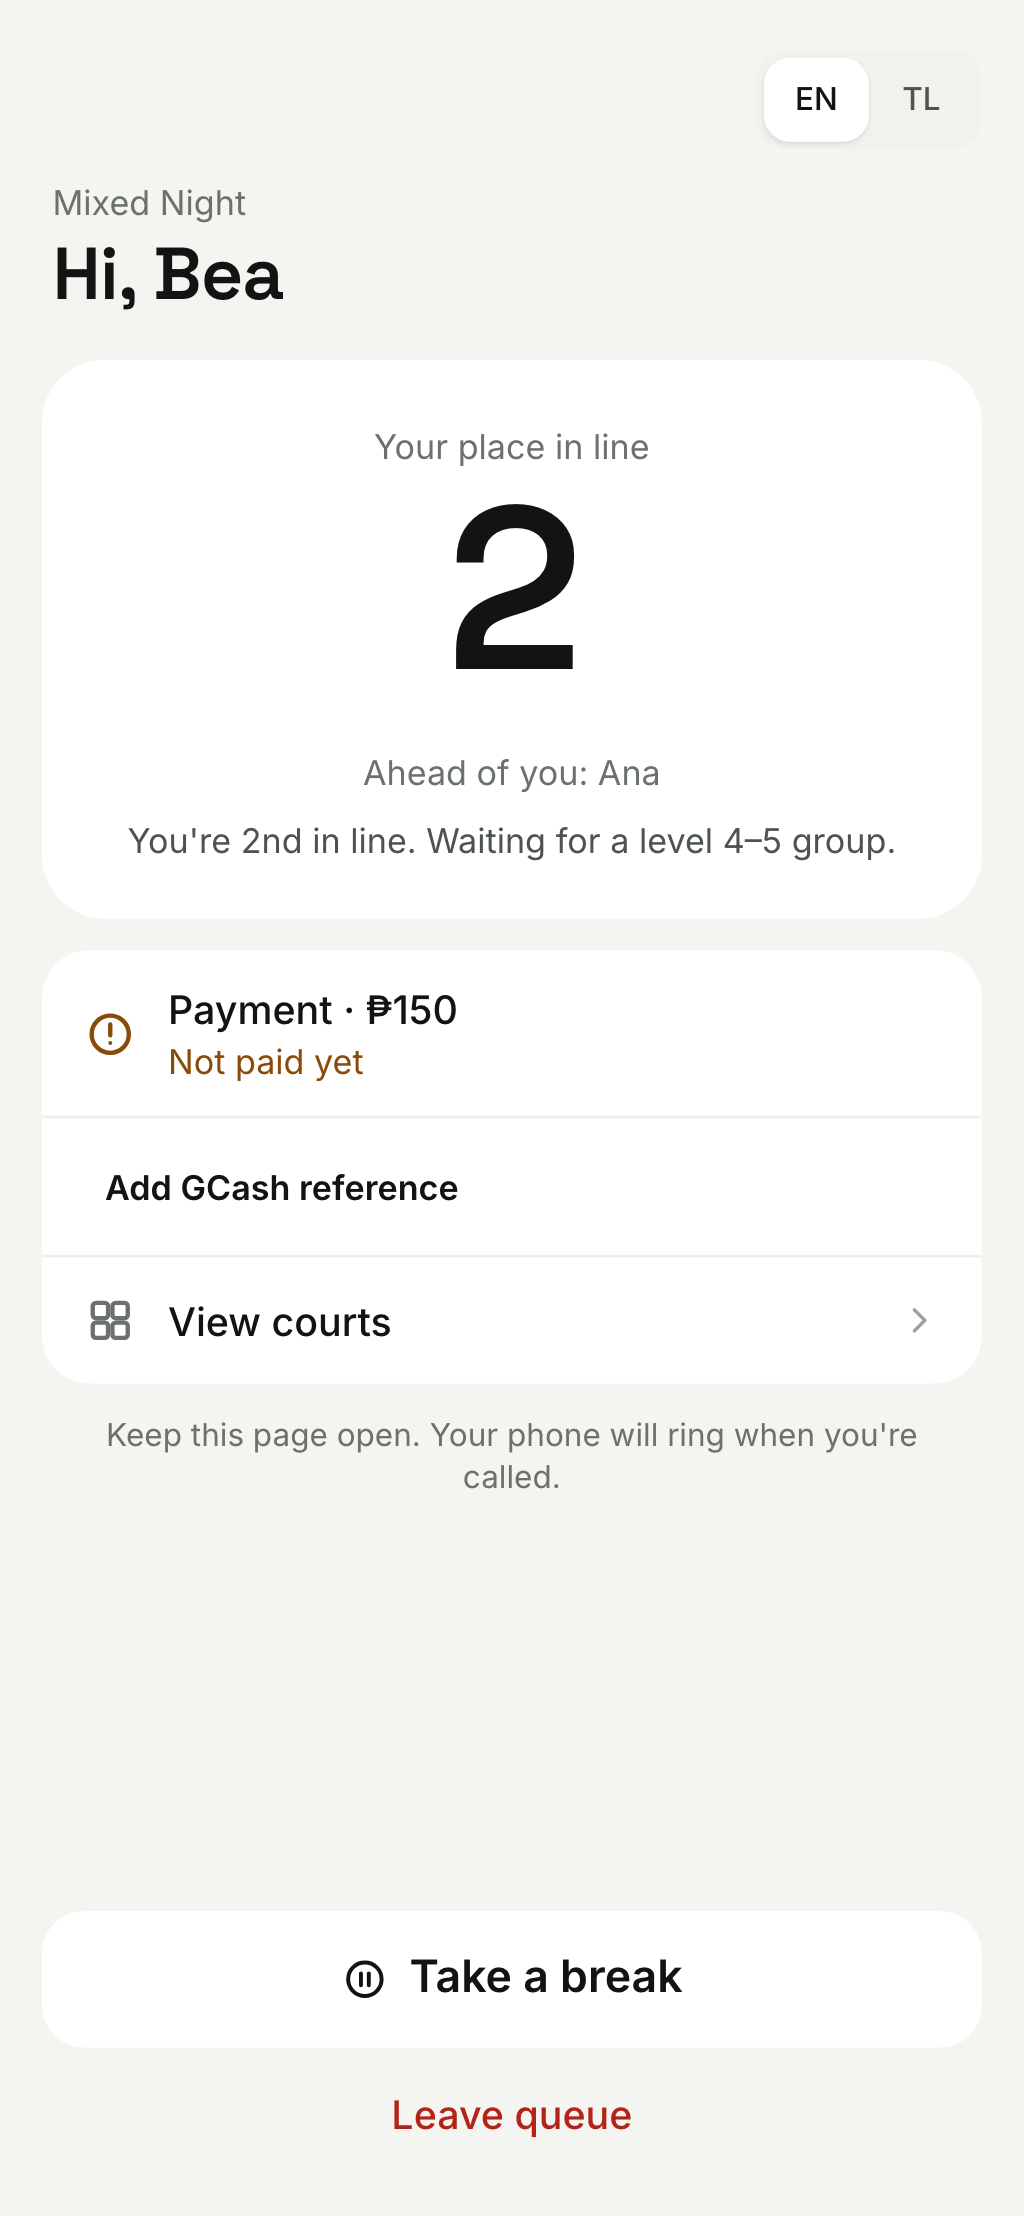 EN TL
Mixed Night
Hi, Bea
Your place in line
2
Ahead of you: Ana
You're 2nd in line. Waiting for a level 4–5 group.
Payment · ₱150
Not paid yet
Add GCash reference
View courts
Keep this page open. Your phone will ring when you're
called.
Take a break
Leave queue